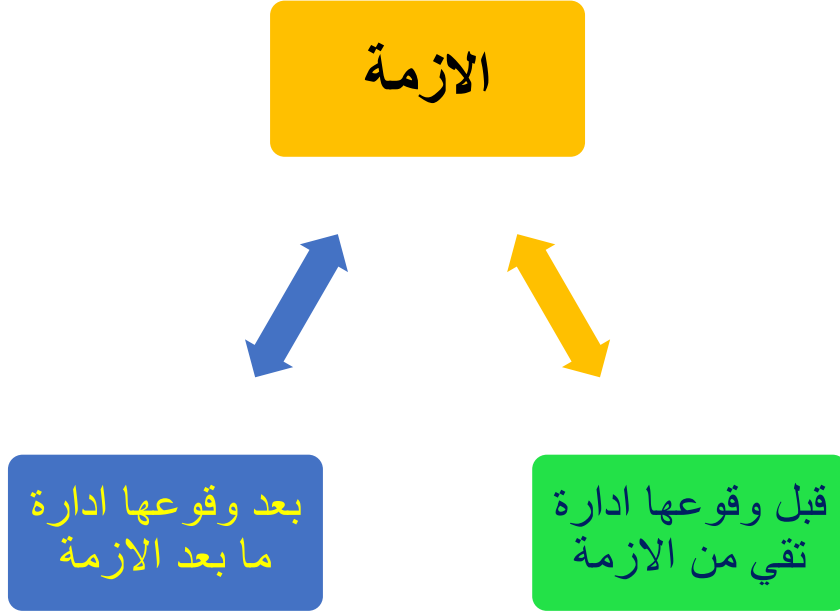 الازمة
قبل وقوعها ادارة
تقي من الازمة
بعد وقوعها ادارة
ما بعد الازمة